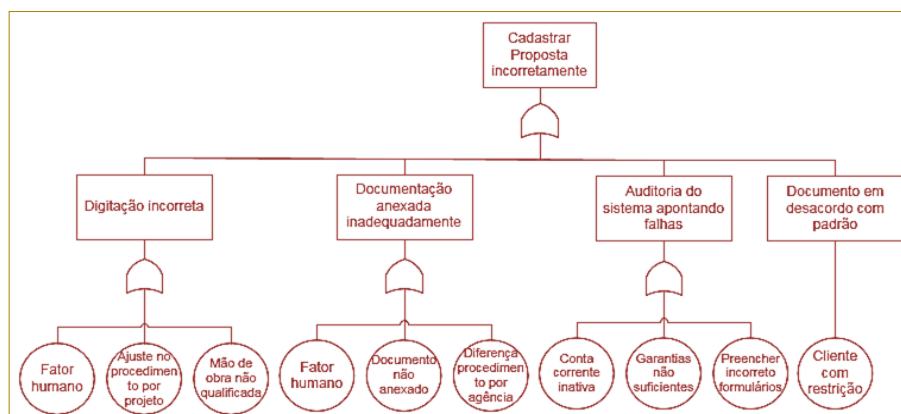 Cadastrar
Proposta
incorretamente
Digitação incorreta
Documentação
anexada
inadequadamente
Auditoria do
sistema apontando
falhas
Documento em
desacordo com
padrão
Fator
humano
Ajuste no
procedimen
to por
projeto
Mão de
obra não
qualificada
Fator
humano
Documento
não
anexado
Diferença
procedimen
to por
agência
Conta
corrente
inativa
Garantias
não
suficientes
Preencher
incorreto
formulários
Cliente
com
restrição